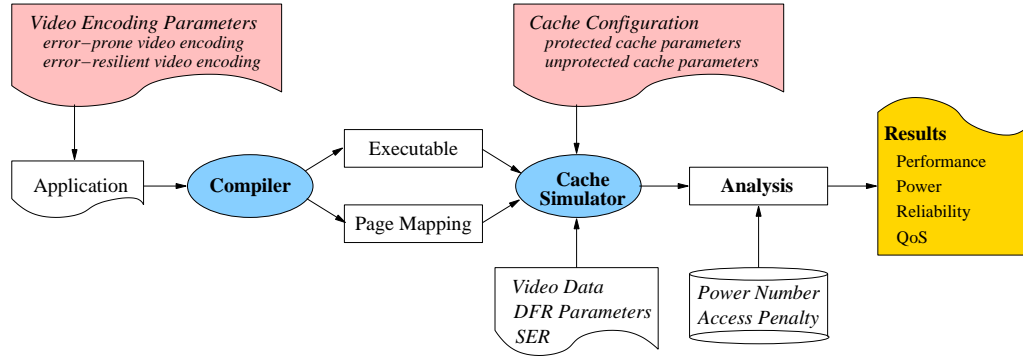 Video Encoding Parameters
error−prone video encoding
error−resilient video encoding
Cache Configuration
protected cache parameters
unprotected cache parameters
Application
Compiler
Executable
Page Mapping
Cache
Simulator
Analysis
Results
Performance
Power
Reliability
QoS
Video Data
DFR Parameters
SER
Power Number
Access Penalty